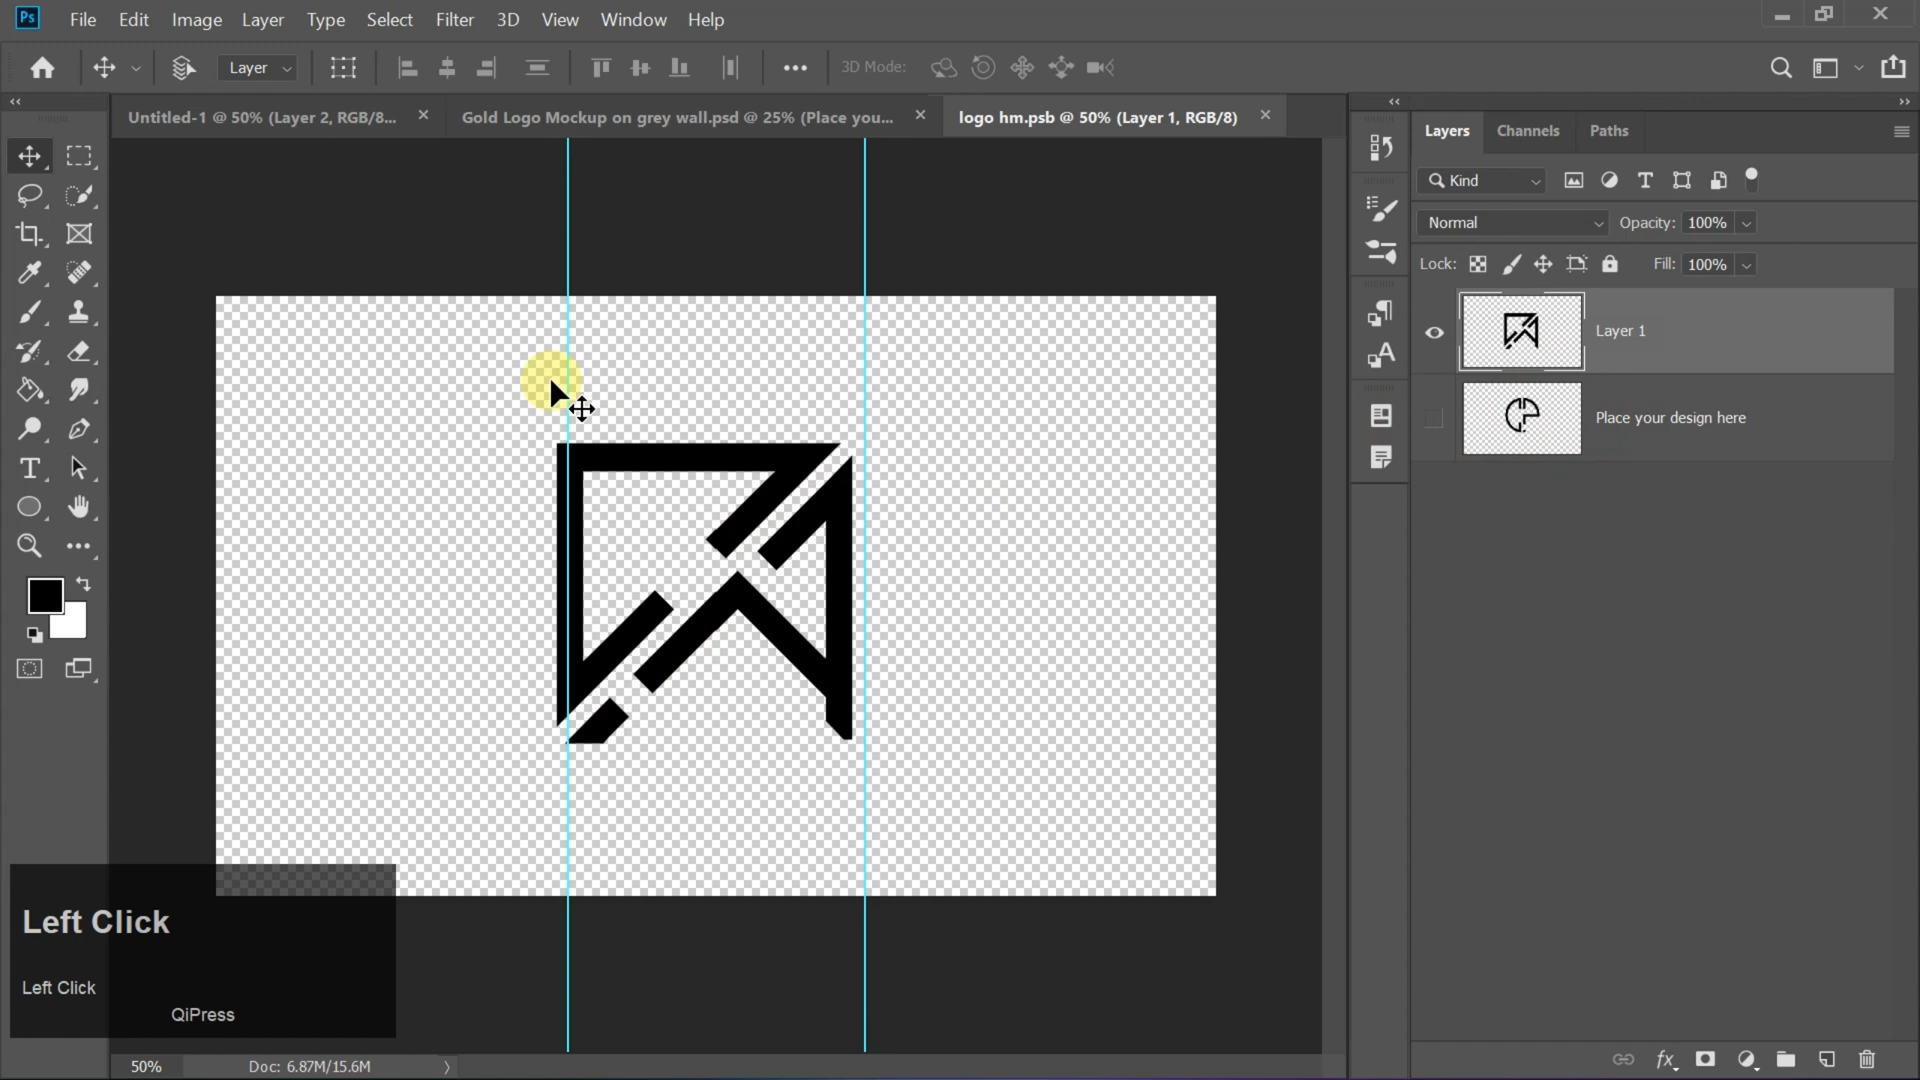 Ps File Edit Image Layer Type Select Filter 3D View Window Help
Layer 3D Mode:
Untitled-1 @ 50% (Layer 2, RGB/8... Gold Logo Mockup on grey wall.psd @ 25% (Place you... logo hm.psb @ 50% (Layer 1, RGB/8)
Layers Channels Paths
Kind
Normal Opacity: 100%
Lock: Fill: 100%
Layer 1
Place your design here
Left Click
Left Click
QiPress
50% Doc: 6.87M/15.6M